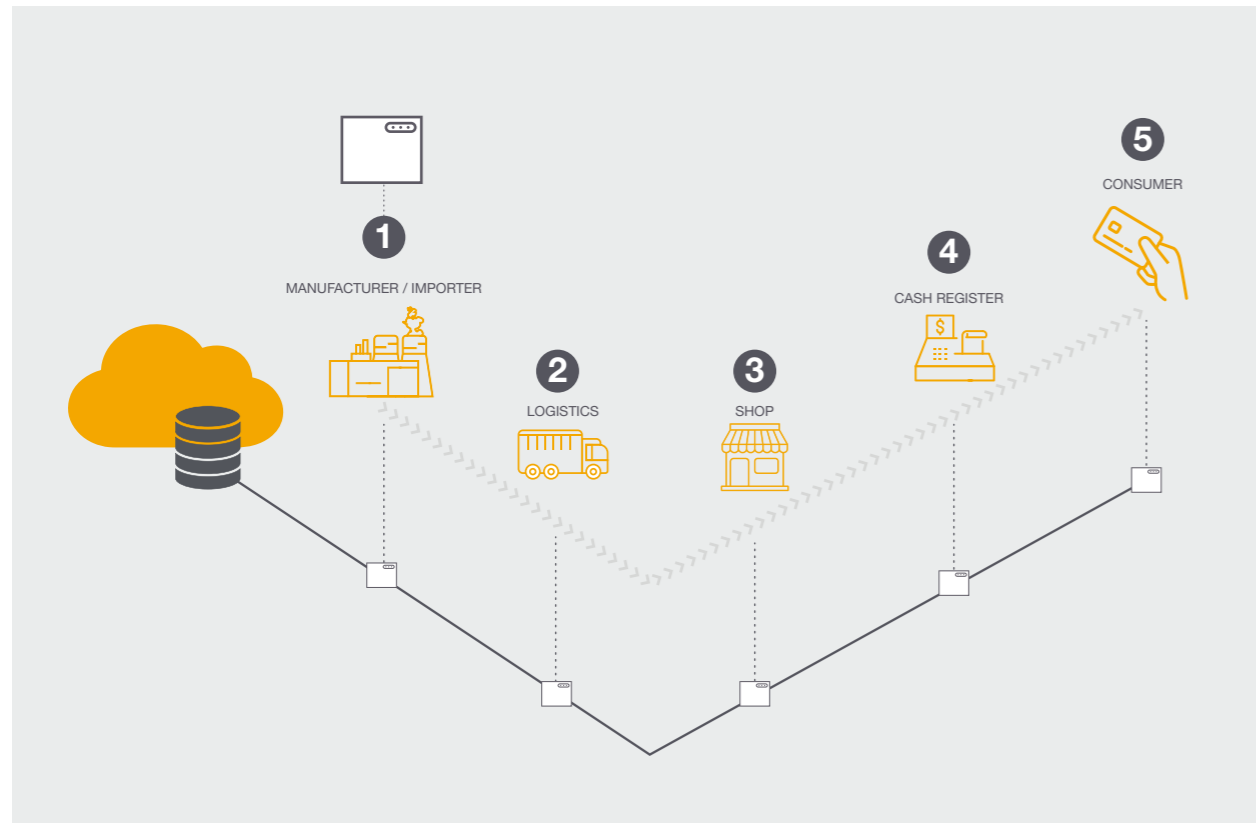 1
MANUFACTURER / IMPORTER
2
LOGISTICS
3
SHOP
4
CASH REGISTER
$
5
CONSUMER